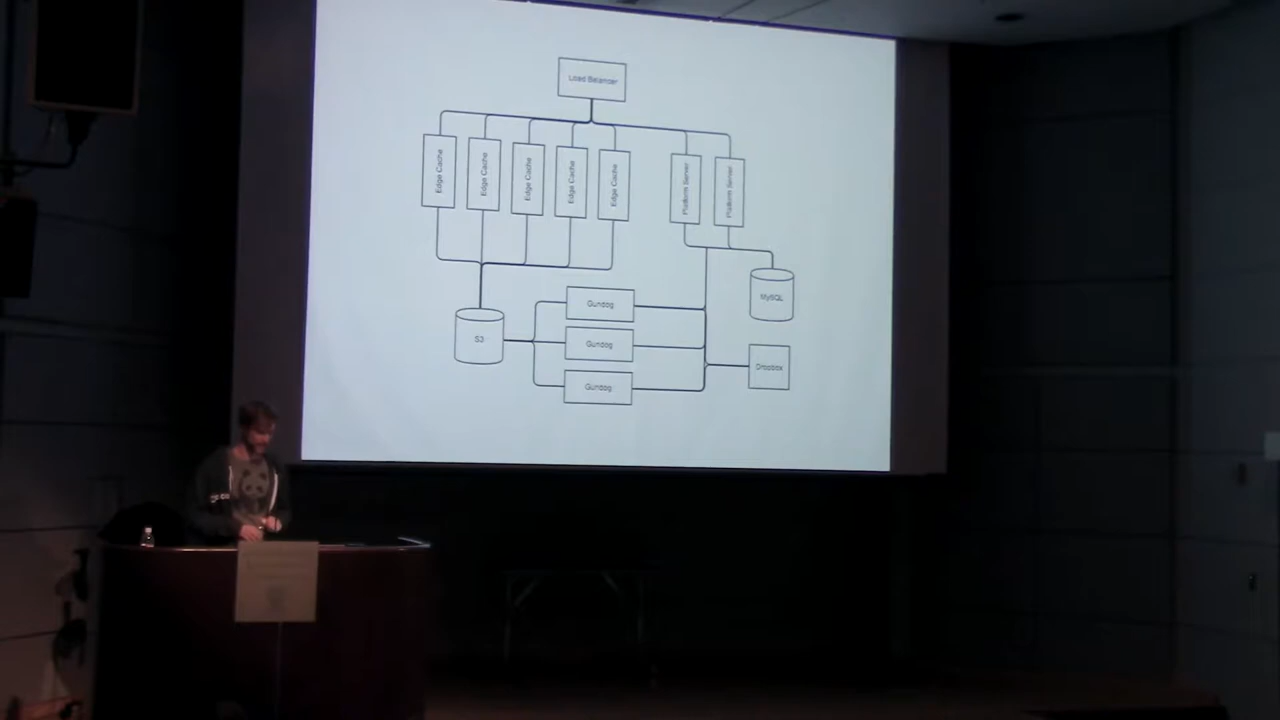 Load Balancer
Edge Cache
Edge Cache
Edge Cache
Edge Cache
Edge Cache
Platform Server
Platform Server
MySQL
Gundog
S3
Gundog
Dropbox
Gundog